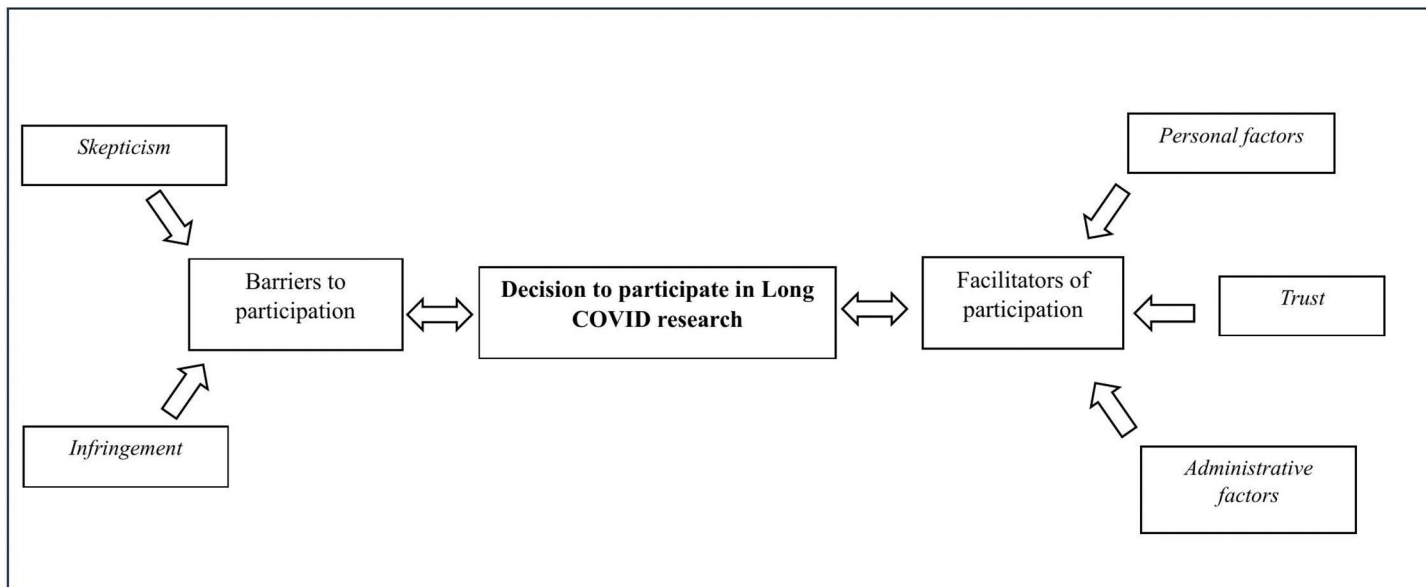 Skepticism
Personal factors
Barriers to
participation
Decision to participate in Long
COVID research
Facilitators of
participation
Trust
Infringement
Administrative
factors